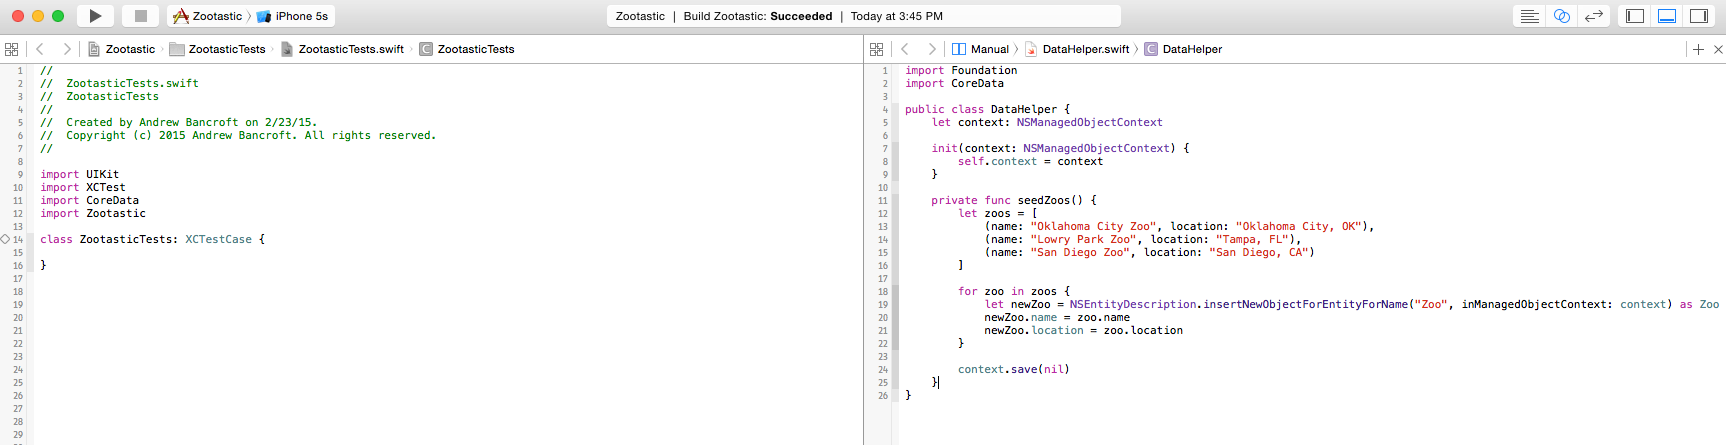 Zootastic iPhone 5s
Zootastic | Build Zootastic: Succeeded | Today at 3:45 PM
Zootastic ZootasticTests ZootasticTests.swift C ZootasticTests
1 //
2 //  ZootasticTests.swift
3 //  ZootasticTests
4 //
5 //  Created by Andrew Bancroft on 2/23/15.
6 //  Copyright (c) 2015 Andrew Bancroft. All rights reserved.
7 //
8
9 import UIKit
10 import XCTest
11 import CoreData
12 import Zootastic
13
14 class ZootasticTests: XCTestCase {
15
16 }
17
18
19
20
21
22
23
24
25
26
27
28
29
Manual DataHelper.swift C DataHelper
1 import Foundation
2 import CoreData
3
4 public class DataHelper {
5     let context: NSManagedObjectContext
6
7     init(context: NSManagedObjectContext) {
8         self.context = context
9     }
10
11     private func seedZoos() {
12         let zoos = [
13             (name: "Oklahoma City Zoo", location: "Oklahoma City, OK"),
14             (name: "Lowry Park Zoo", location: "Tampa, FL"),
15             (name: "San Diego Zoo", location: "San Diego, CA")
16         ]
17
18         for zoo in zoos {
19             let newZoo = NSEntityDescription.insertNewObjectForEntityForName("Zoo", inManagedObjectContext: context) as Zoo
20             newZoo.name = zoo.name
21             newZoo.location = zoo.location
22         }
23
24         context.save(nil)
25     }
26 }